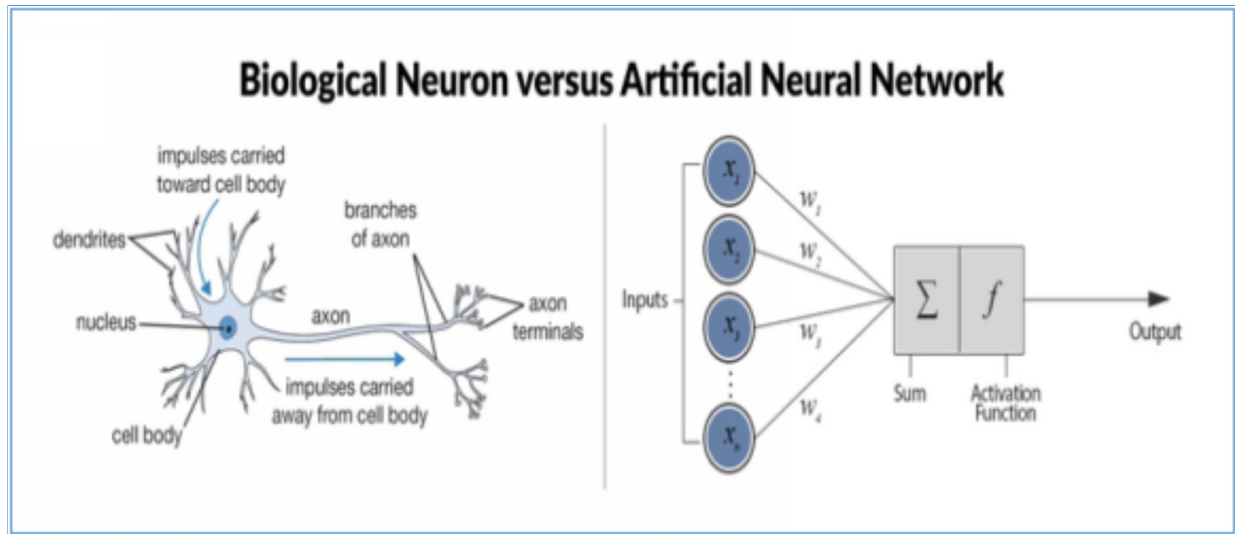 Biological Neuron versus Artificial Neural Network
impulses carried
toward cell body
branches
of axon
dendrites
nucleus
axon
axon
terminals
impulses carried
away from cell body
cell body
x₁
x₂
x₃
xₙ
Inputs
w₁
w₂
w₃
w₄
∑
f
Sum
Activation
Function
Output